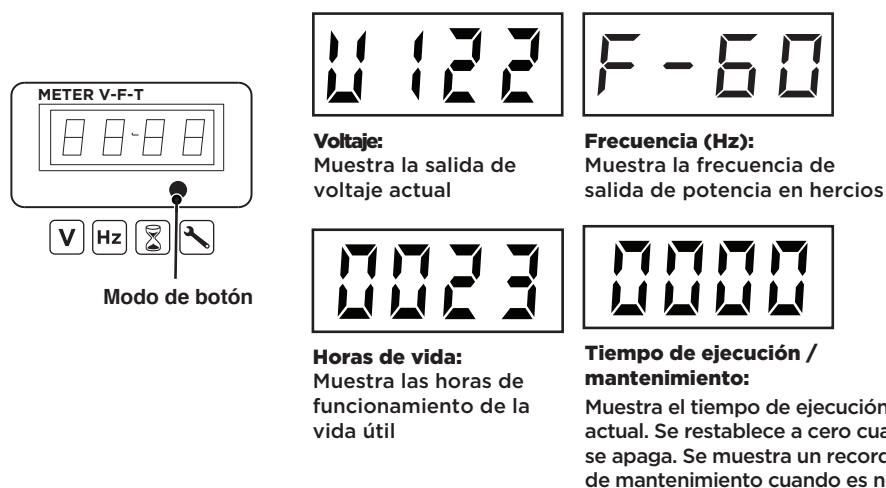 METER V-F-T
V Hz
Modo de botón
U122
Voltaje:
Muestra la salida de
voltaje actual
F-60
Frecuencia (Hz):
Muestra la frecuencia de
salida de potencia en hercios
0023
Horas de vida:
Muestra las horas de
funcionamiento de la
vida útil
0000
Tiempo de ejecución /
mantenimiento:
Muestra el tiempo de ejecución
actual. Se restablece a cero
se apaga. Se muestra un
de mantenimiento cuando es